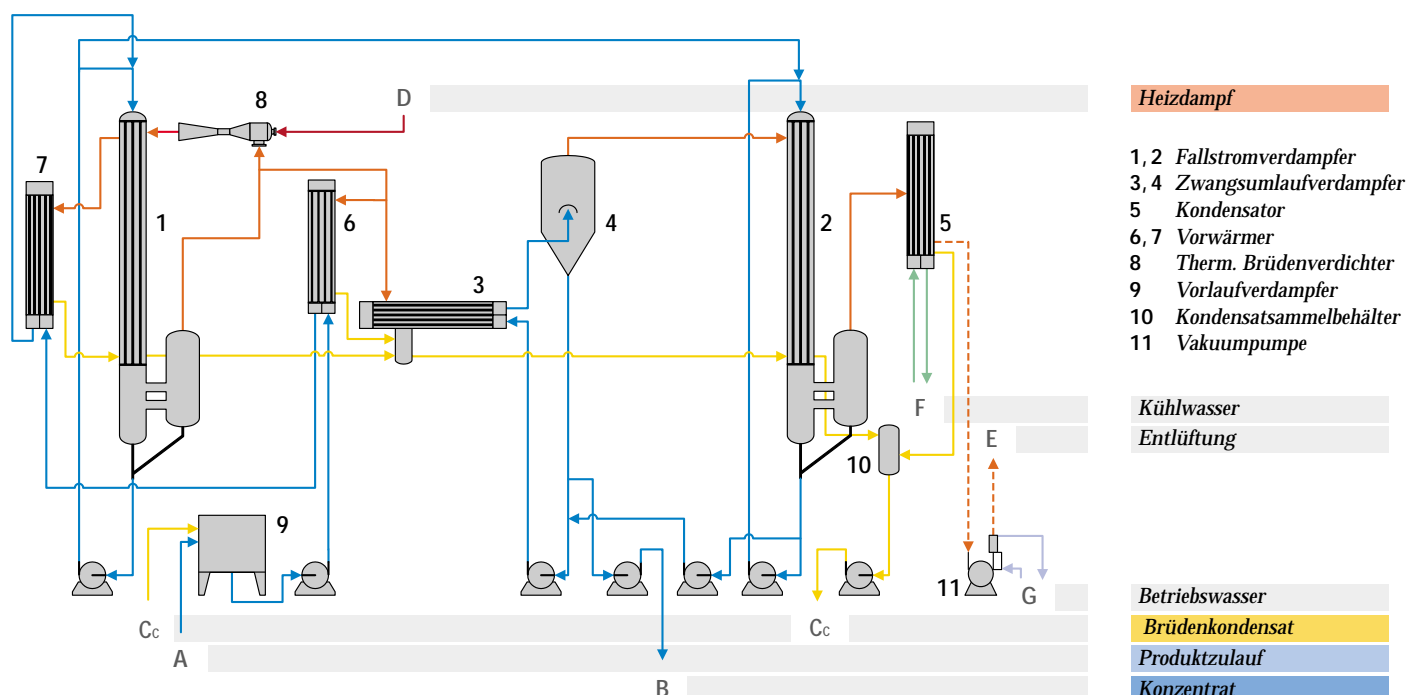 8
D
Heizdampf
7
1
6
4
2
5
3
1, 2 Fallstromverdampfer
3, 4 Zwangsumlaufverdampfer
5 Kondensator
6, 7 Vorwärmer
8 Therm. Brüdenverdichter
9 Vorlaufverdampfer
10 Kondensatsammelbehälter
11 Vakuumpumpe
F
Kühlwasser
E
Entlüftung
10
9
11
G
Betriebswasser
Cc
Cc
Brüdenkondensat
A
Produktzulauf
B
Konzentrat